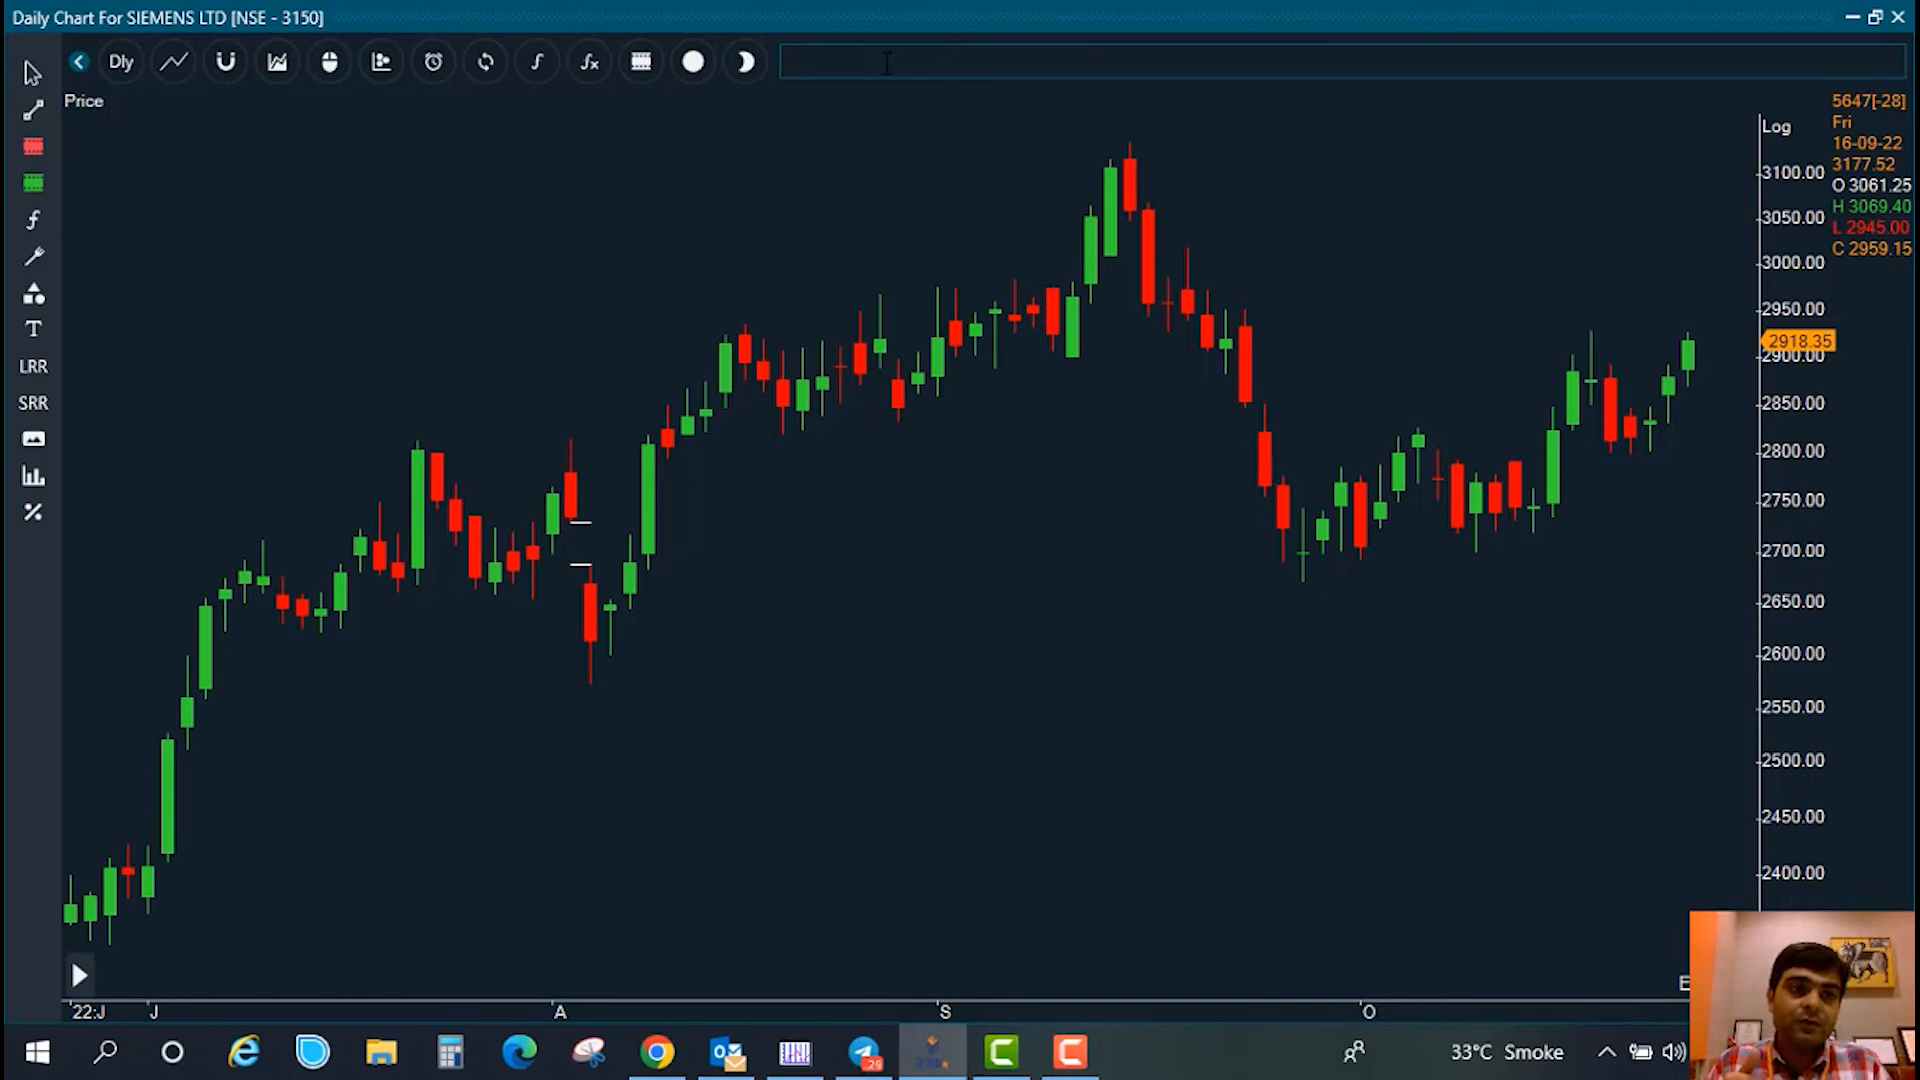 Daily Chart For SIEMENS LTD [NSE - 3150]
Dly
f
fx
Price
5647[-28]
Fri
16-09-22
3177.52
O 3061.25
H 3069.40
L 2945.00
C 2959.15
Log
3100.00
3050.00
3000.00
2950.00
2918.35
2900.00
2850.00
2800.00
2750.00
2700.00
2650.00
2600.00
2550.00
2500.00
2450.00
2400.00
f
T
LRR
SRR
%
22:J
J
A
S
O
E
29
33°C Smoke